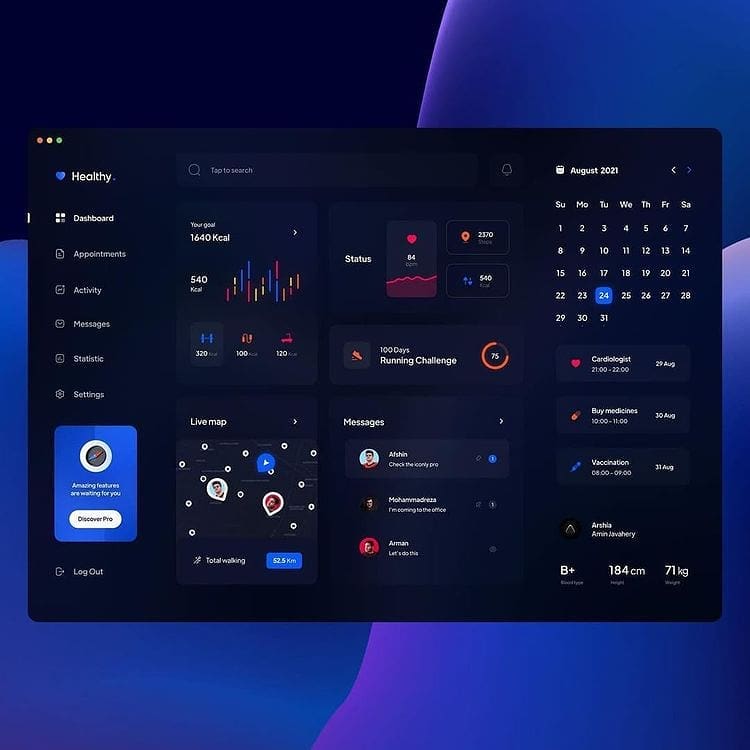 Healthy.
Dashboard
Appointments
Activity
Messages
Statistic
Settings
Amazing features
are waiting for you
Discover Pro
Log Out
Tap to search
Your goal
1640 Kcal
540
Kcal
320 Kcal
100 Kcal
120 Kcal
Status
84
bpm
2370
Steps
540
Kcal
100 Days
Running Challenge
75
Live map
Total walking
52.5 Km
Messages
Afshin
Check the iconly pro
1
Mohammadreza
I'm coming to the office
1
Arman
Let's do this
August 2021
Su Mo Tu We Th Fr Sa
1 2 3 4 5 6 7
8 9 10 11 12 13 14
15 16 17 18 19 20 21
22 23 24 25 26 27 28
29 30 31
Cardiologist
21:00 - 22:00
29 Aug
Buy medicines
10:00 - 11:00
30 Aug
Vaccination
08:00 - 09:00
31 Aug
Arshia
Amin Javahery
B+
Blood type
184 cm
Height
71 kg
Weight